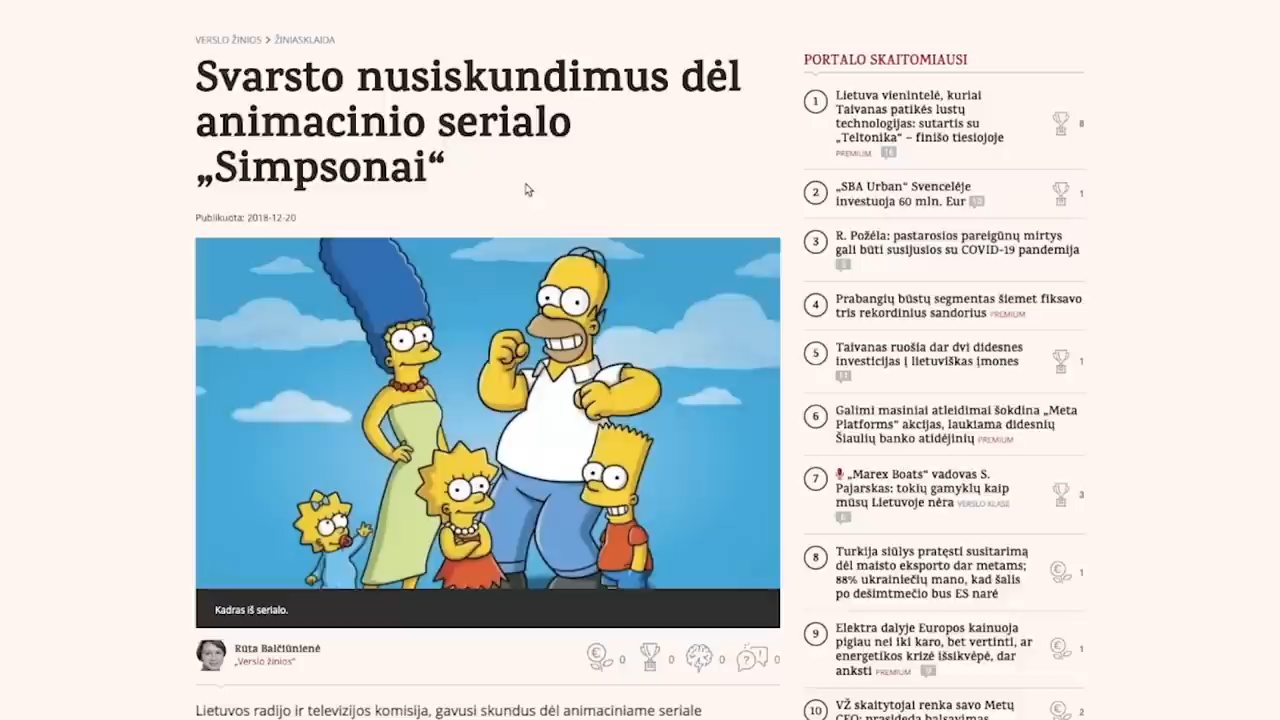 VERSLO ŽINIOS > ŽINIASKLAIDA
Svarsto nusiskundimus dėl
animacinio serialo
„Simpsonai“
Publikuota: 2018-12-20
Kadras iš serialo.
Rūta Balčiūnienė
„Verslo žinios“
0
0
0
0
Lietuvos radijo ir televizijos komisija, gavusi skundus dėl animaciniame seriale
PORTALO SKAITOMIAUSI
1
Lietuva vienintelė, kuriai
Taivanas patikės lustų
technologijas: sutartis su
„Teltonika“ – finišo tiesiojoje
PREMIUM
8
2
„SBA Urban“ Svencelėje
investuoja 60 mln. Eur
1
3
R. Požėla: pastarosios pareigūnų mirtys
gali būti susijusios su COVID-19 pandemija
4
Prabangių būstų segmentas šiemet fiksavo
tris rekordinius sandorius PREMIUM
5
Taivanas ruošia dar dvi didesnes
investicijas į lietuviškas įmones
11
1
6
Galimi masiniai atleidimai šokdina „Meta
Platforms“ akcijas, laukiama didesnių
Šiaulių banko atidėjinių PREMIUM
7
„Marex Boats“ vadovas S.
Pajarskas: tokių gamyklų kaip
mūsų Lietuvoje nėra VERSLO KLASĖ
3
8
Turkija siūlys pratęsti susitarimą
dėl maisto eksporto dar metams;
88% ukrainiečių mano, kad šalis
po dešimtmečio bus ES narė
1
9
Elektra dalyje Europos kainuoja
pigiau nei iki karo, bet vertinti, ar
energetikos krizė išsikvėpė, dar
anksti PREMIUM
1
10
VŽ skaitytojai renka savo Metų
CEO: prasideda balsavimas
2